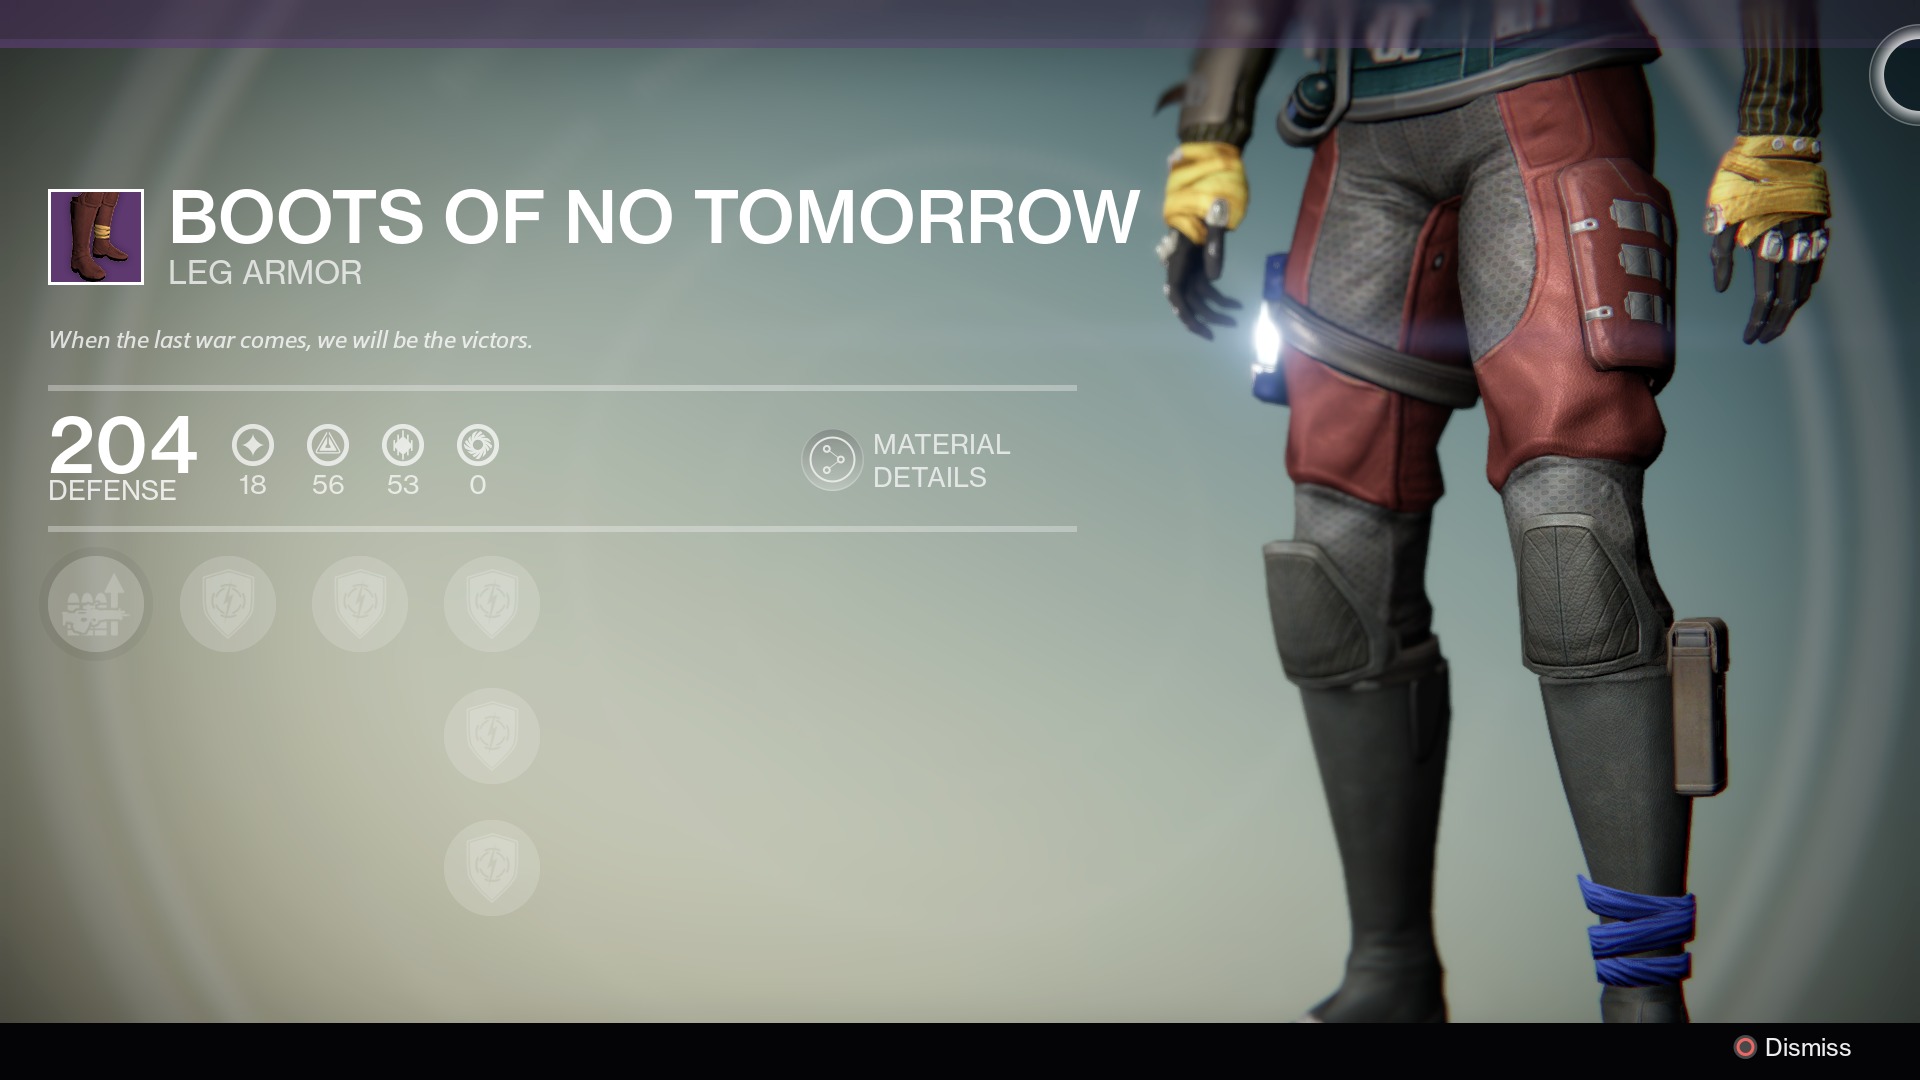 BOOTS OF NO TOMORROW
LEG ARMOR
When the last war comes, we will be the victors.
204
DEFENSE
18 56 53 0
MATERIAL
DETAILS
Dismiss